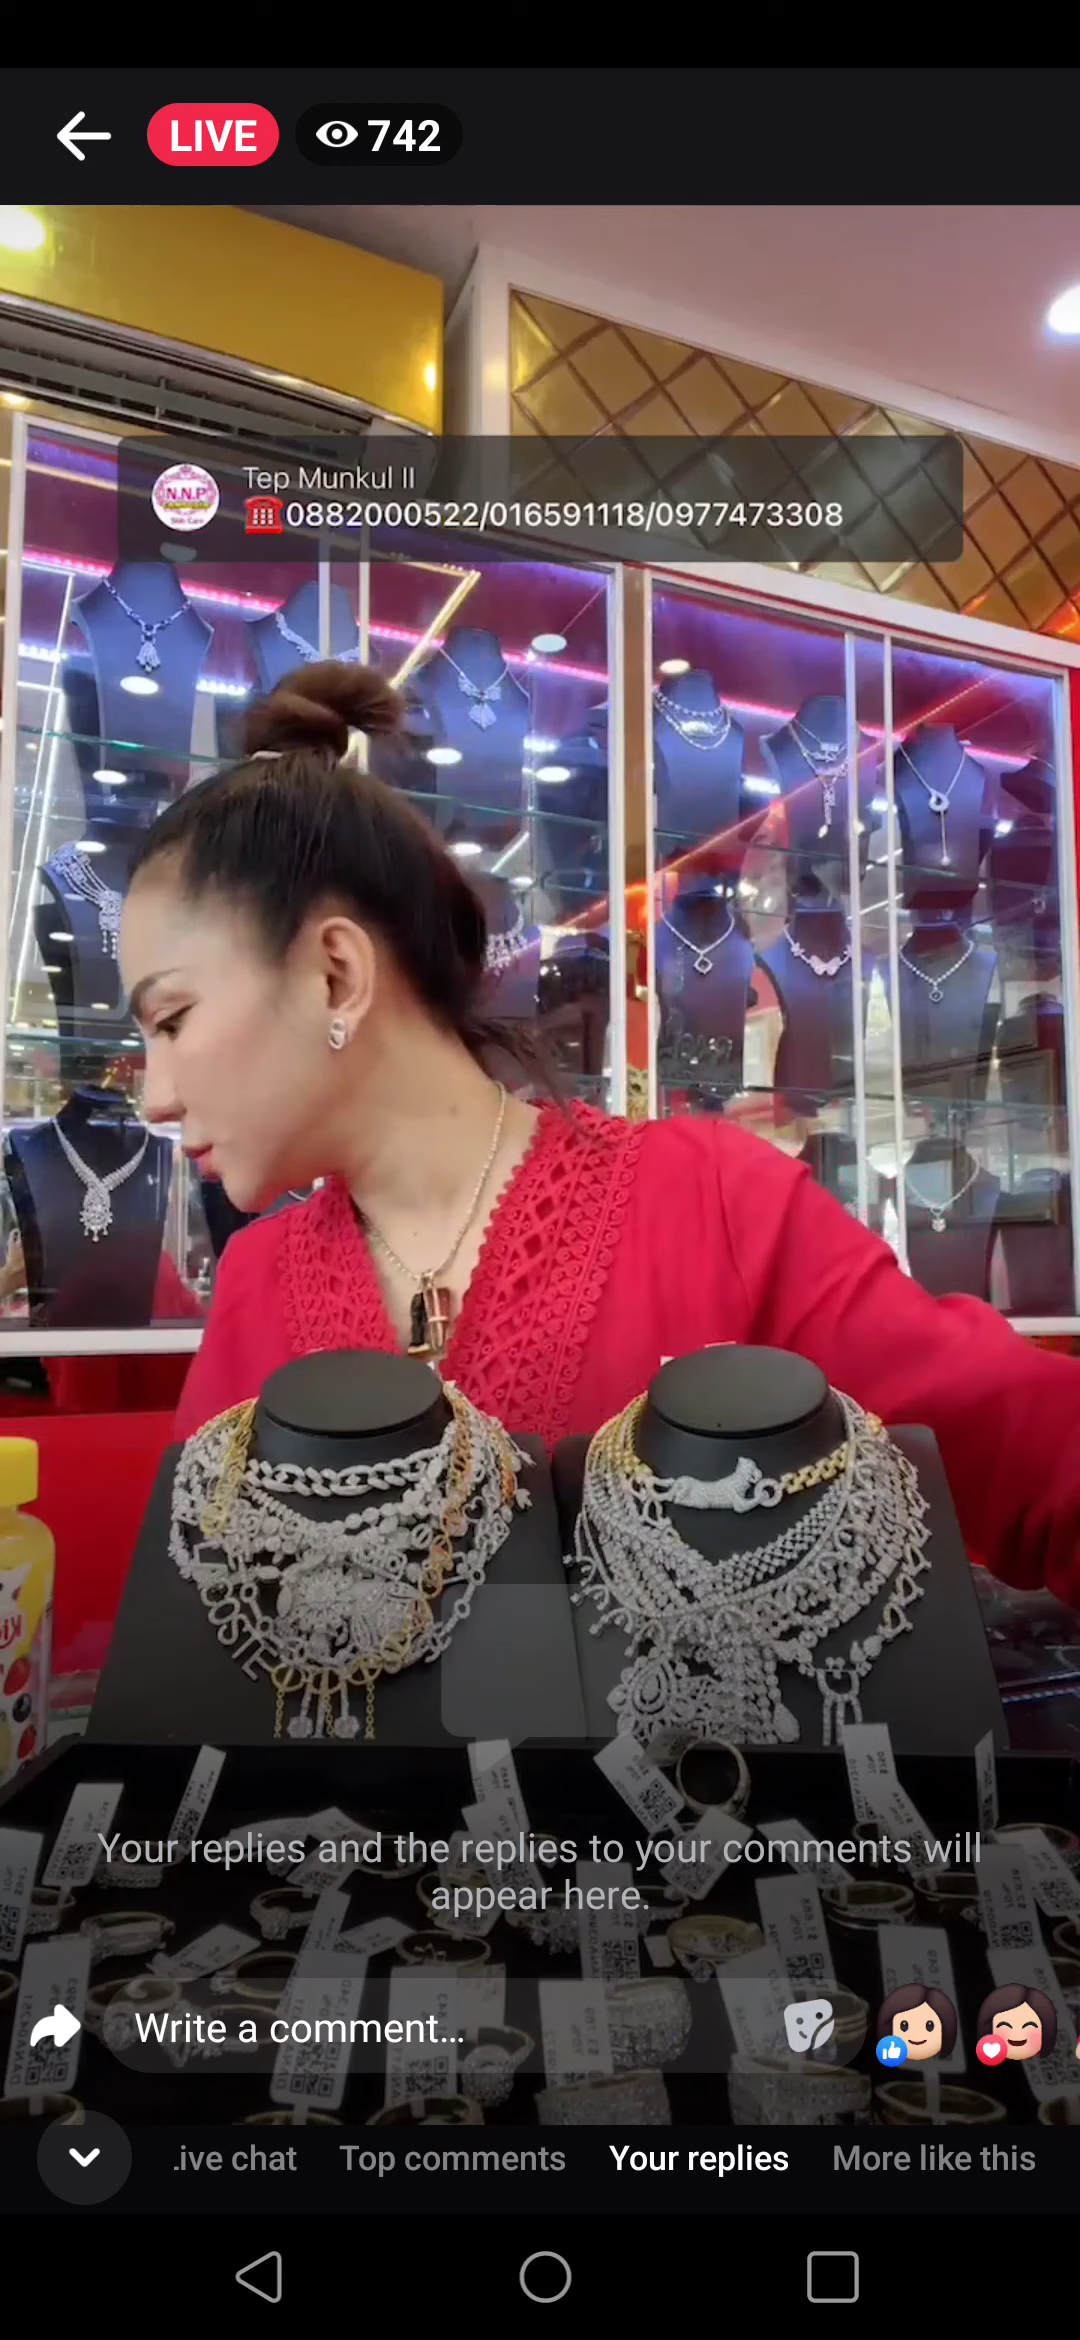 LIVE
742
Tep Munkul II
N.N.P
☎️0882000522/016591118/0977473308
Your replies and the replies to your comments will
appear here.
Write a comment...
ive chat
Top comments
Your replies
More like this